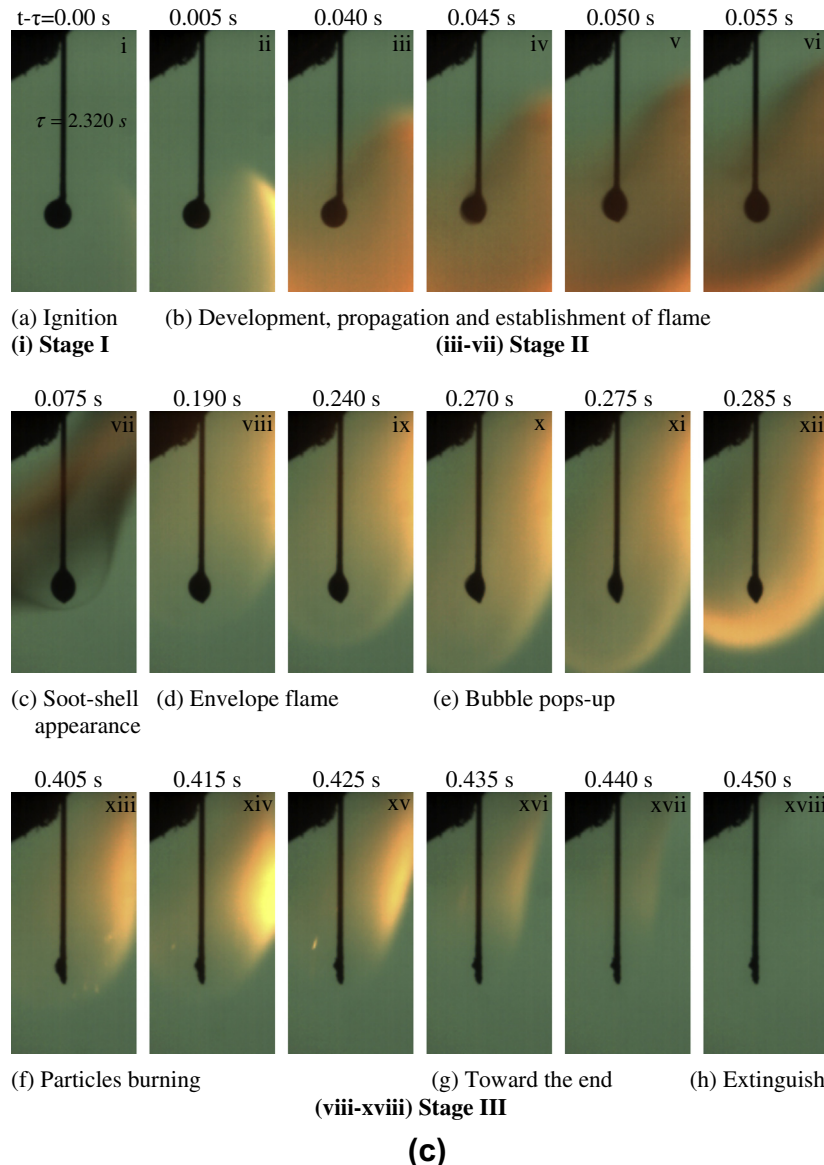 t-τ=0.00 s 0.005 s 0.040 s 0.045 s 0.050 s 0.055 s
i ii iii iv v vi
τ = 2.320 s
(a) Ignition (b) Development, propagation and establishment of flame
(i) Stage I (iii-vii) Stage II
0.075 s 0.190 s 0.240 s 0.270 s 0.275 s 0.285 s
vii viii ix x xi xii
(c) Soot-shell (d) Envelope flame (e) Bubble pops-up
appearance
0.405 s 0.415 s 0.425 s 0.435 s 0.440 s 0.450 s
xiii xiv xv xvi xvii xviii
(f) Particles burning (g) Toward the end (h) Extinguish
(viii-xviii) Stage III
(c)